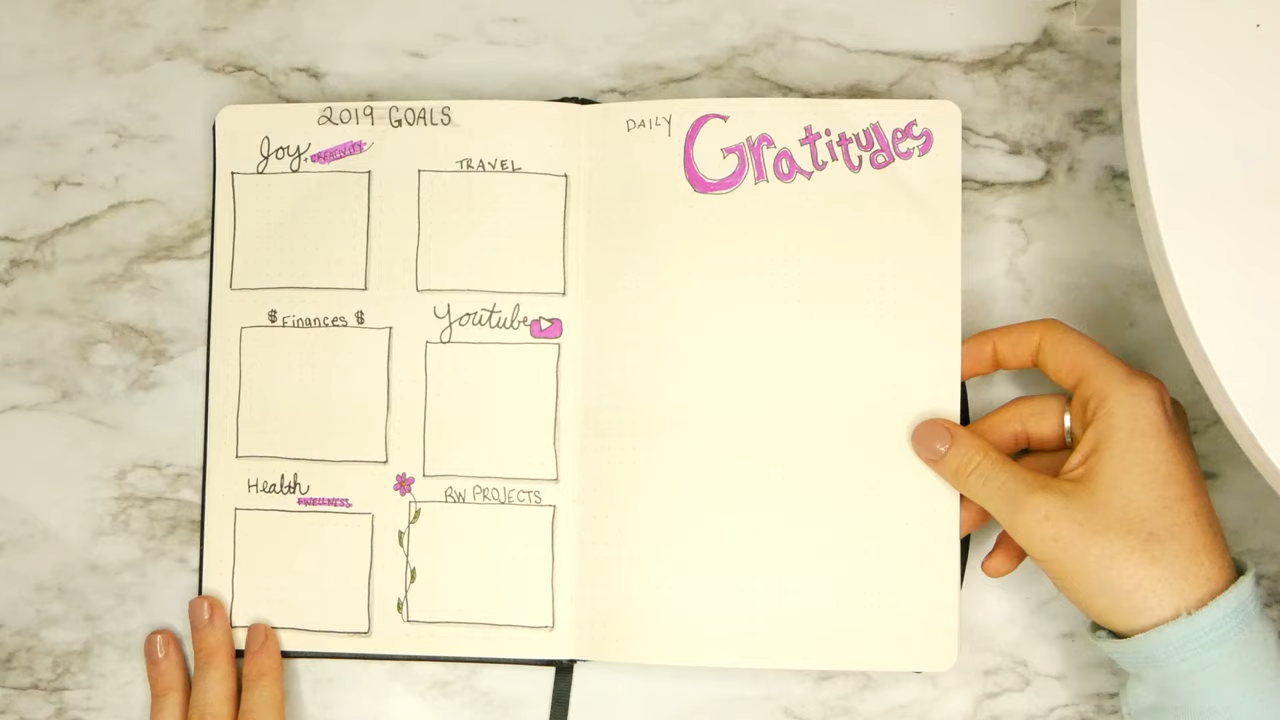 2019 GOALS
Joy, CREATIVITY
TRAVEL
$ Finances $
Youtube
Health
#WELLNESS
RW PROJECTS
DAILY Gratitudes